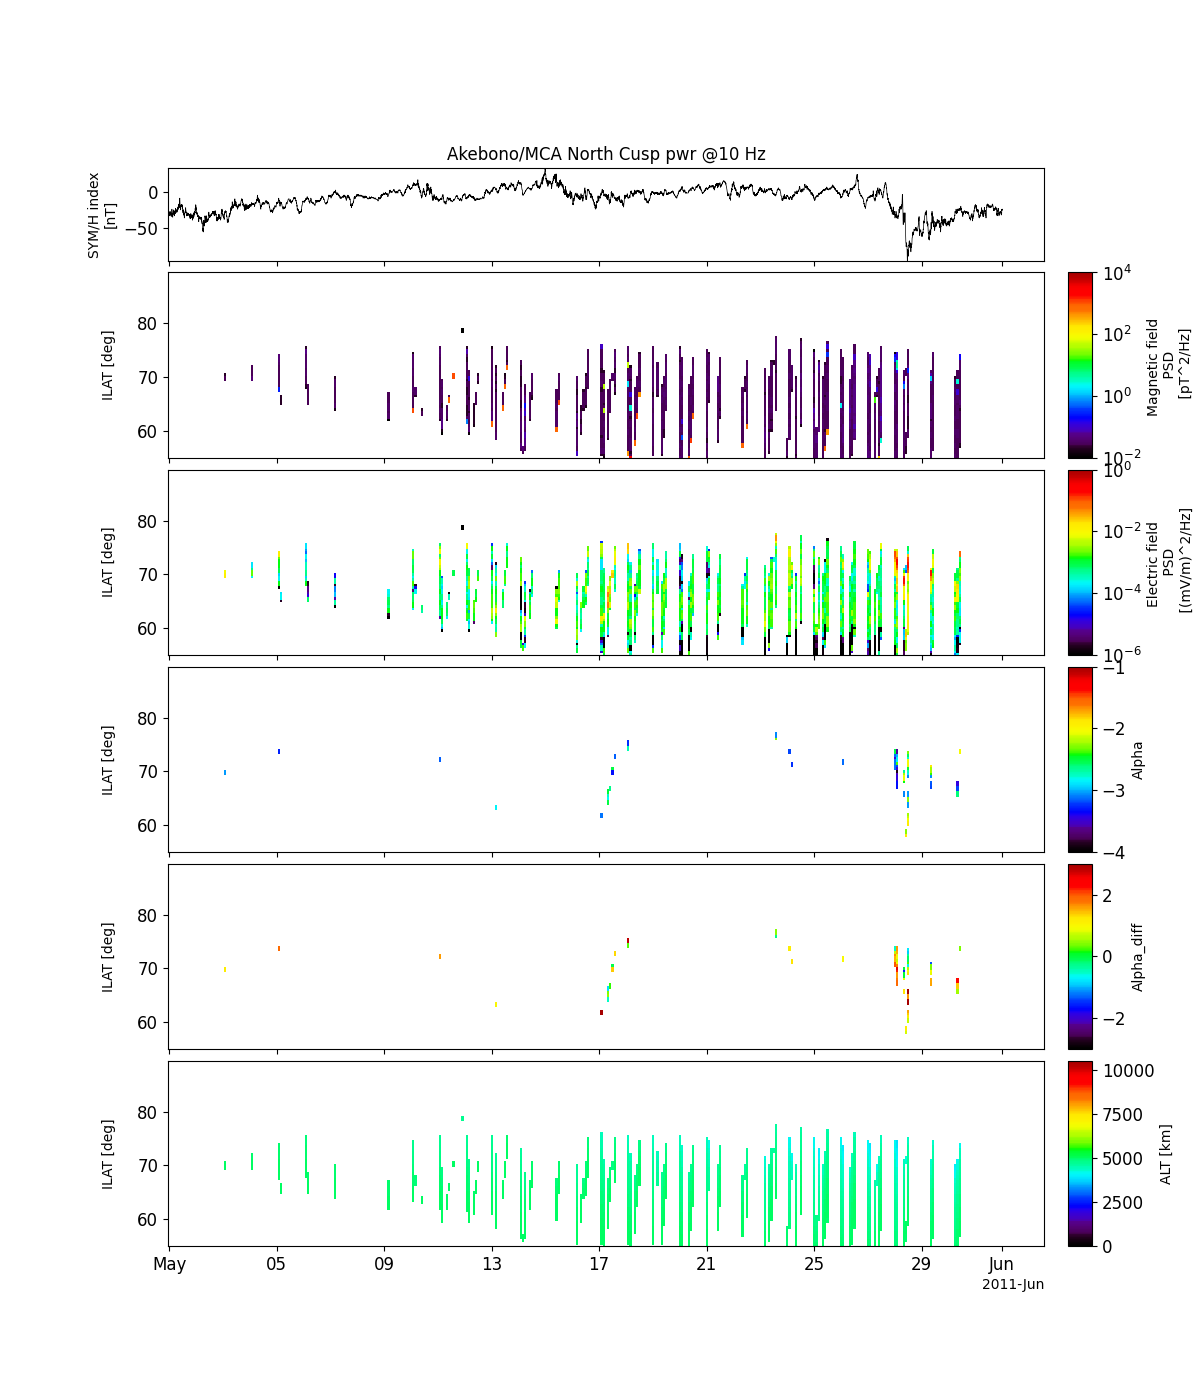 Akebono/MCA North Cusp pwr @10 Hz
SYM/H index
[nT]
0
−50
ILAT [deg]
80
70
60
10^4
10^2
10^0
10^−2
Magnetic field
PSD
[pT^2/Hz]
ILAT [deg]
80
70
60
10^0
10^−2
10^−4
10^−6
Electric field
PSD
[(mV/m)^2/Hz]
ILAT [deg]
80
70
60
−1
−2
−3
−4
Alpha
ILAT [deg]
80
70
60
2
0
−2
Alpha_diff
ILAT [deg]
80
70
60
10000
7500
5000
2500
0
ALT [km]
May 05 09 13 17 21 25 29 Jun
2011-Jun